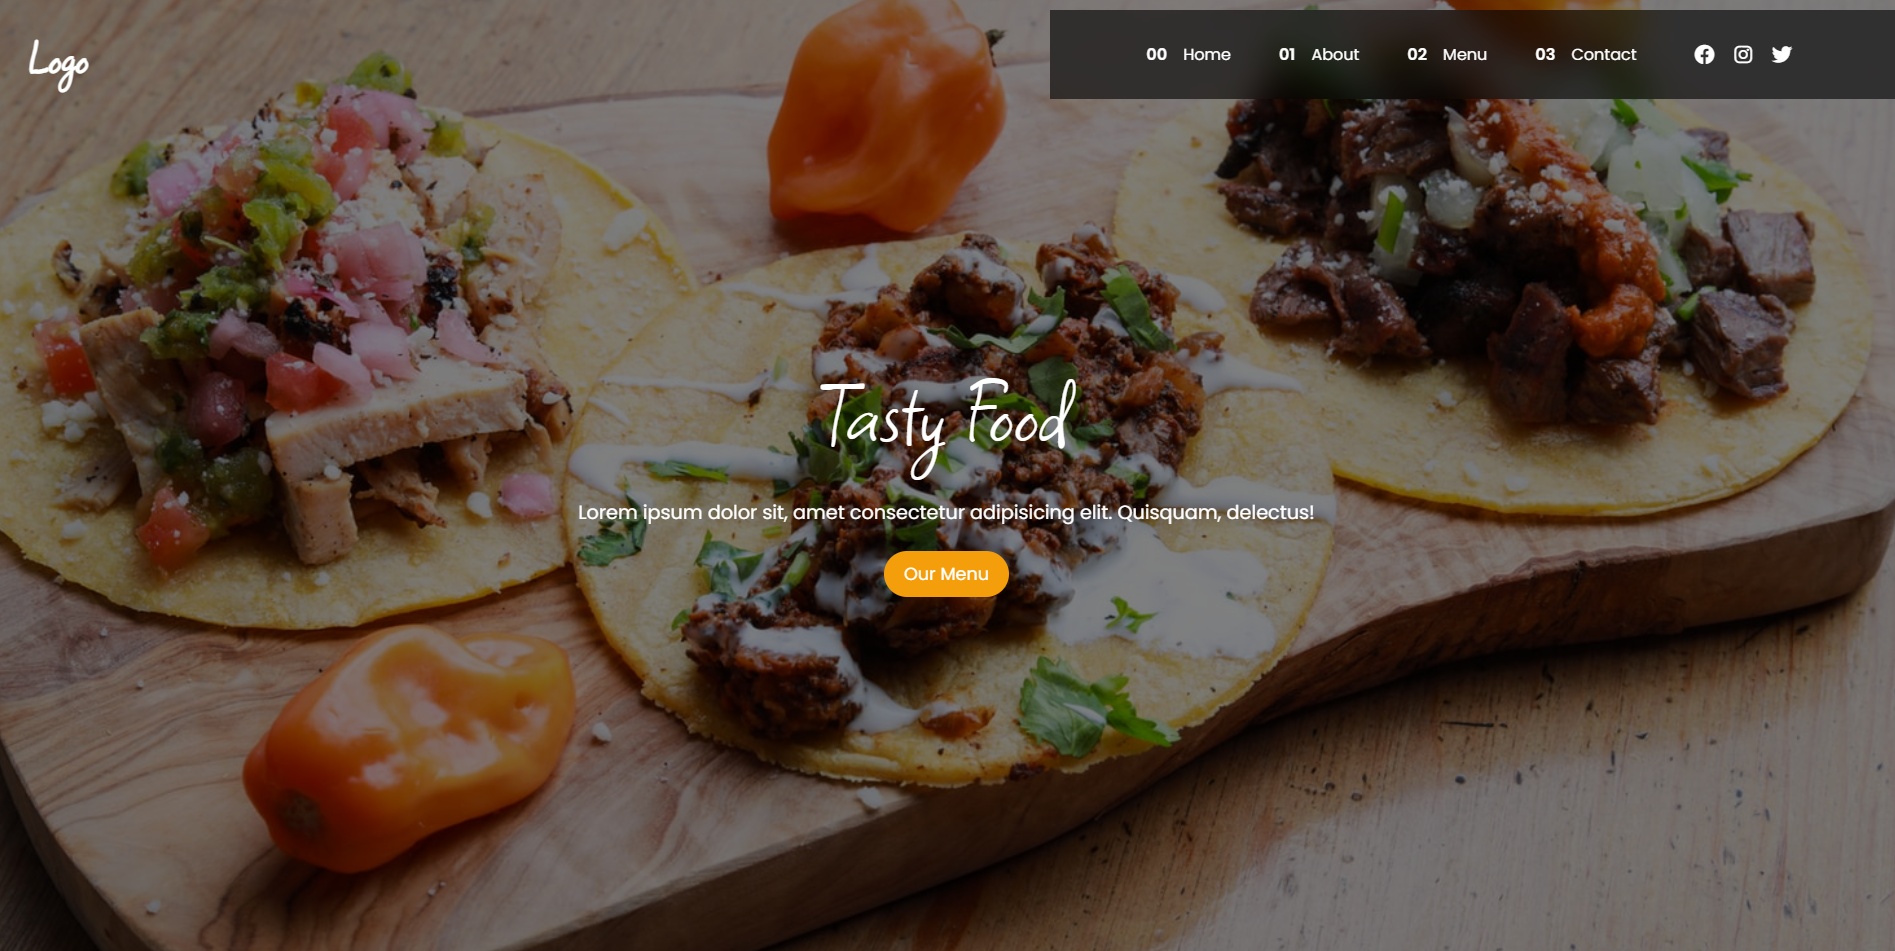 Logo
00 Home 01 About 02 Menu 03 Contact
Tasty Food
Lorem ipsum dolor sit, amet consectetur adipisicing elit. Quisquam, delectus!
Our Menu